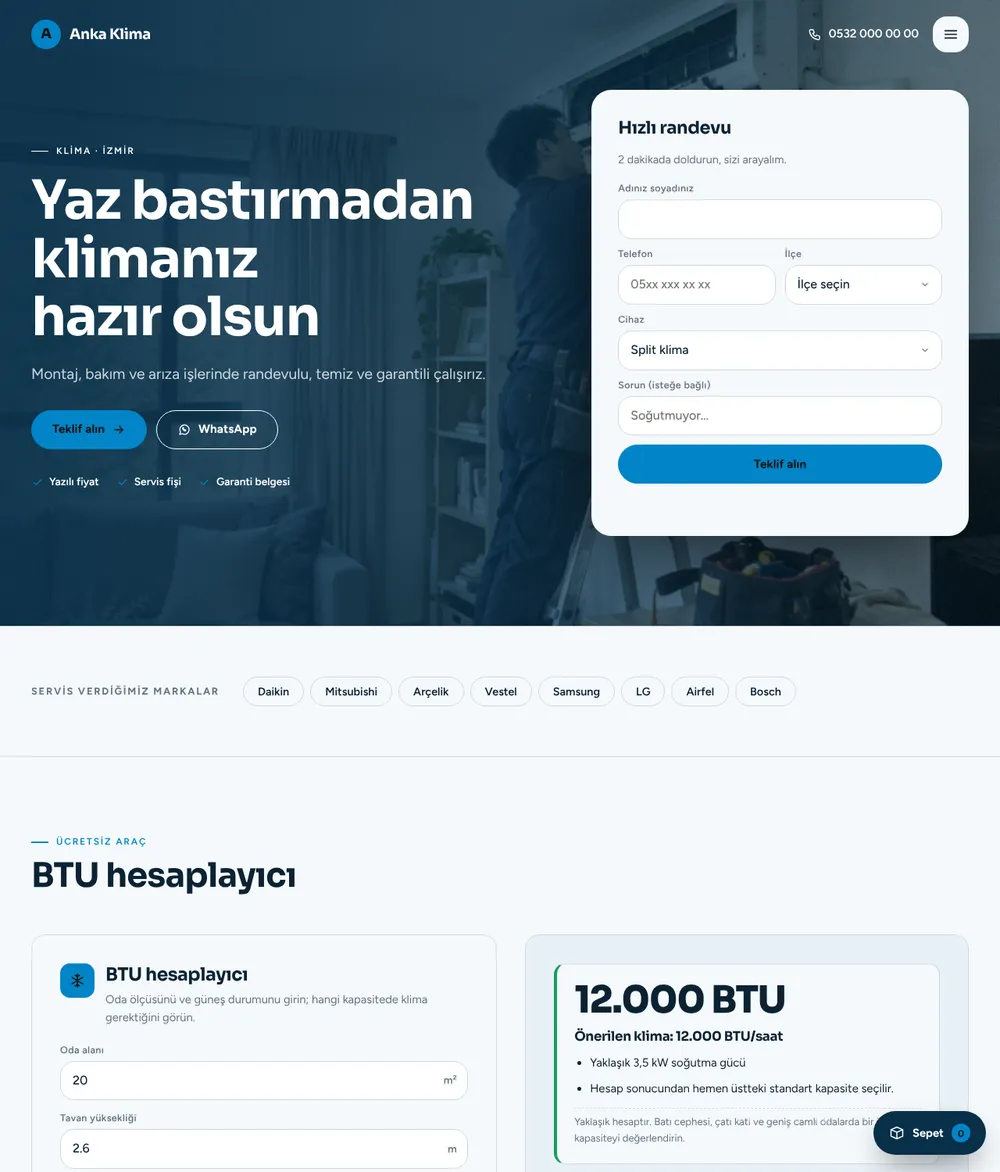 A Anka Klima
0532 000 00 00
KLİMA · İZMİR
Yaz bastırmadan
klimanız
hazır olsun
Montaj, bakım ve arıza işlerinde randevulu, temiz ve garantili çalışırız.
Teklif alın →
WhatsApp
Yazılı fiyat
Servis fişi
Garanti belgesi
Hızlı randevu
2 dakikada doldurun, sizi arayalım.
Adınız soyadınız
Telefon
İlçe
05xx xxx xx xx
İlçe seçin
Cihaz
Split klima
Sorun (isteğe bağlı)
Soğutmuyor...
Teklif alın
SERVİS VERDİĞİMİZ MARKALAR
Daikin
Mitsubishi
Arçelik
Vestel
Samsung
LG
Airfel
Bosch
ÜCRETSİZ ARAÇ
BTU hesaplayıcı
BTU hesaplayıcı
Oda ölçüsünü ve güneş durumunu girin; hangi kapasitede klima
gerektiğini görün.
Oda alanı
20 m²
Tavan yüksekliği
2.6 m
12.000 BTU
Önerilen klima: 12.000 BTU/saat
• Yaklaşık 3,5 kW soğutma gücü
• Hesap sonucundan hemen üstteki standart kapasite seçilir.
Yaklaşık hesaptır. Batı cephesi, çatı katı ve geniş camlı odalarda bir
kapasiteyi değerlendirin.
Sepet 0